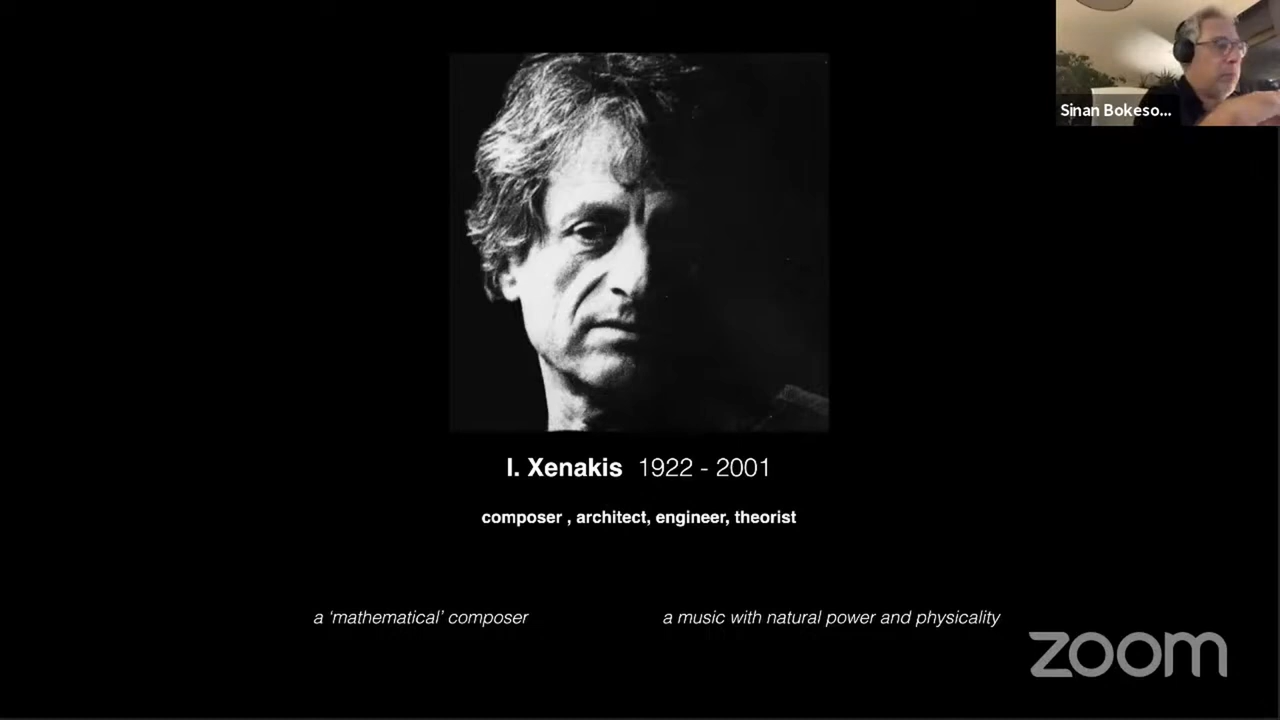 Sinan Bokeso...
I. Xenakis 1922 - 2001
composer , architect, engineer, theorist
a ‘mathematical’ composer
a music with natural power and physicality
zoom